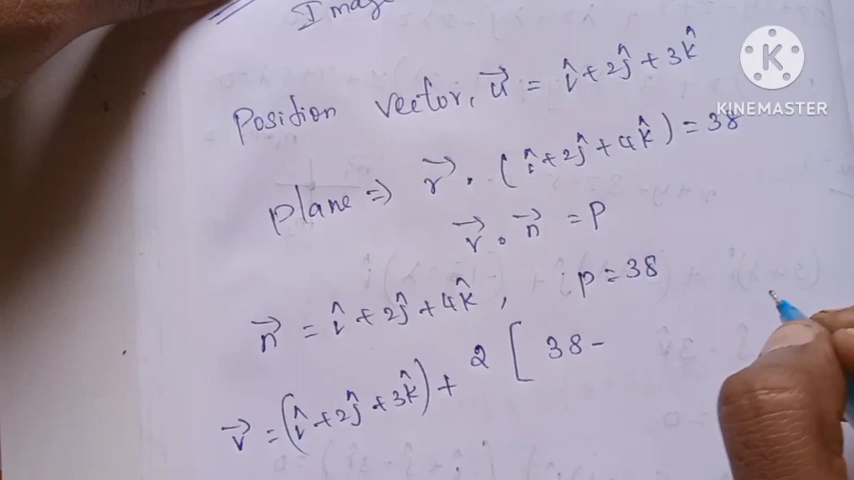 Image
Position vector, u⃗ = î + 2ĵ + 3k̂
plane ⇒ r⃗ . (î + 2ĵ + 4k̂) = 38
r⃗ . n⃗ = P
n⃗ = î + 2ĵ + 4k̂ , p = 38
v⃗ = (î + 2ĵ + 3k̂) + 2 [ 38 -
K
KINEMASTER